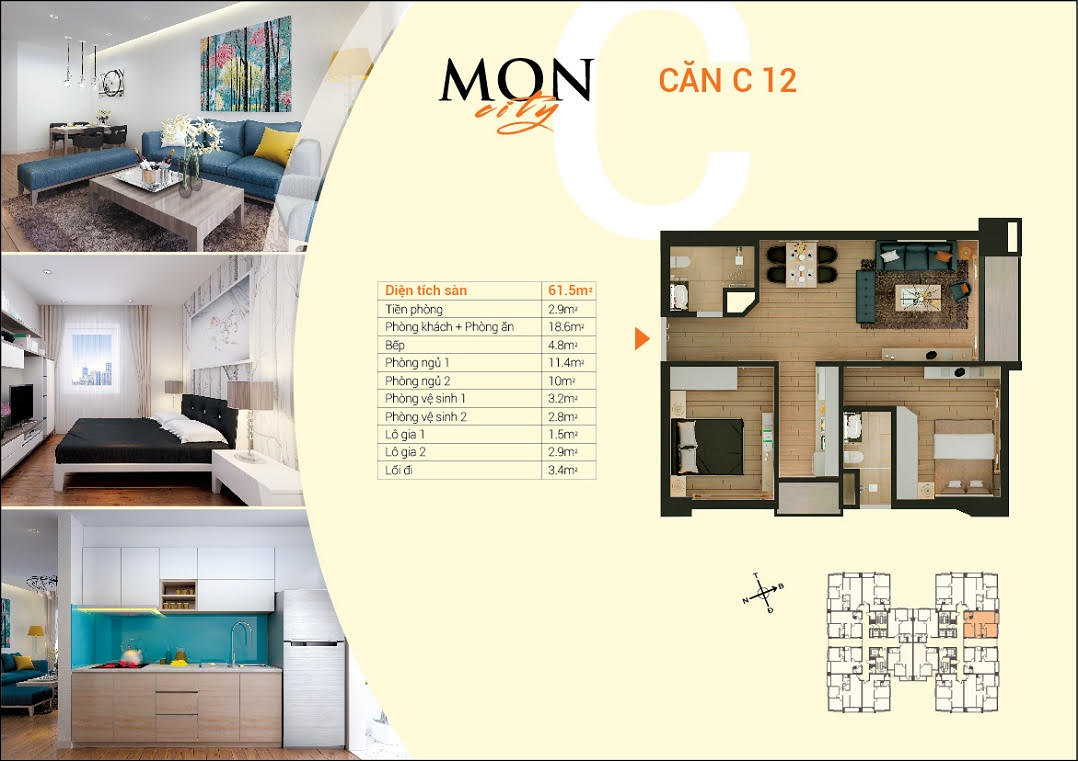 MON
city
CĂN C 12
C
Diện tích sàn 61.5m²
Tiền phòng 2.9m²
Phòng khách + Phòng ăn 18.6m²
Bếp 4.8m²
Phòng ngủ 1 11.4m²
Phòng ngủ 2 10m²
Phòng vệ sinh 1 3.2m²
Phòng vệ sinh 2 2.8m²
Lô gia 1 1.5m²
Lô gia 2 2.9m²
Lối đi 3.4m²
T
B
N
Đ